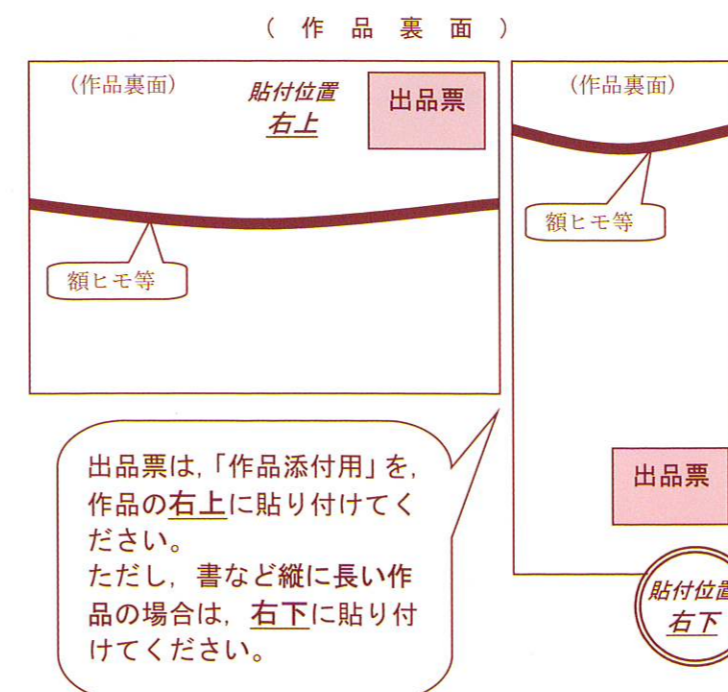 （ 作 品 裏 面 ）
（作品裏面）
貼付位置
右上
出品票
額ヒモ等
（作品裏面）
額ヒモ等
出品票
貼付位置
右下
出品票は，「作品添付用」を，
作品の右上に貼り付けてく
ださい。
ただし，書など縦に長い作
品の場合は，右下に貼り付
けてください。